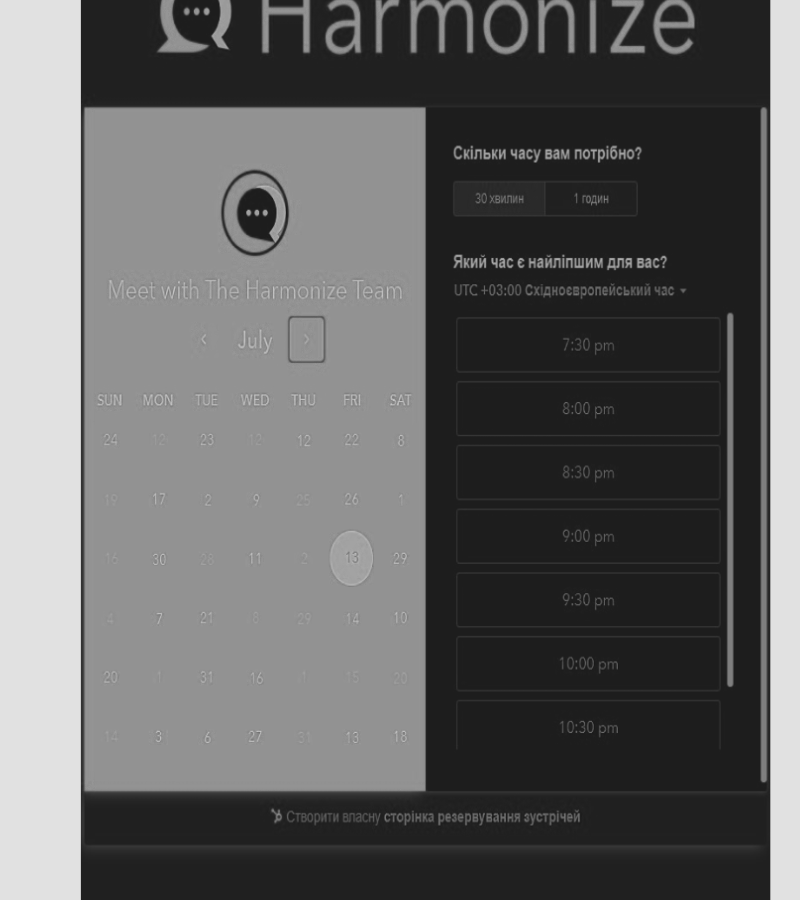 Harmonize
Meet with The Harmonize Team
July
SUN MON TUE WED THU FRI SAT
24 12 23 12 12 22 8
19 17 2 9 25 26 1
16 30 28 11 2 13 29
4 7 21 8 29 14 10
20 1 31 16 15 20
14 3 6 27 31 13 18
Скільки часу вам потрібно?
30 хвилин 1 годин
Який час є найліпшим для вас?
UTC +03:00 Східноєвропейський час
7:30 pm
8:00 pm
8:30 pm
9:00 pm
9:30 pm
10:00 pm
10:30 pm
Створити власну сторінка резервування зустрічей